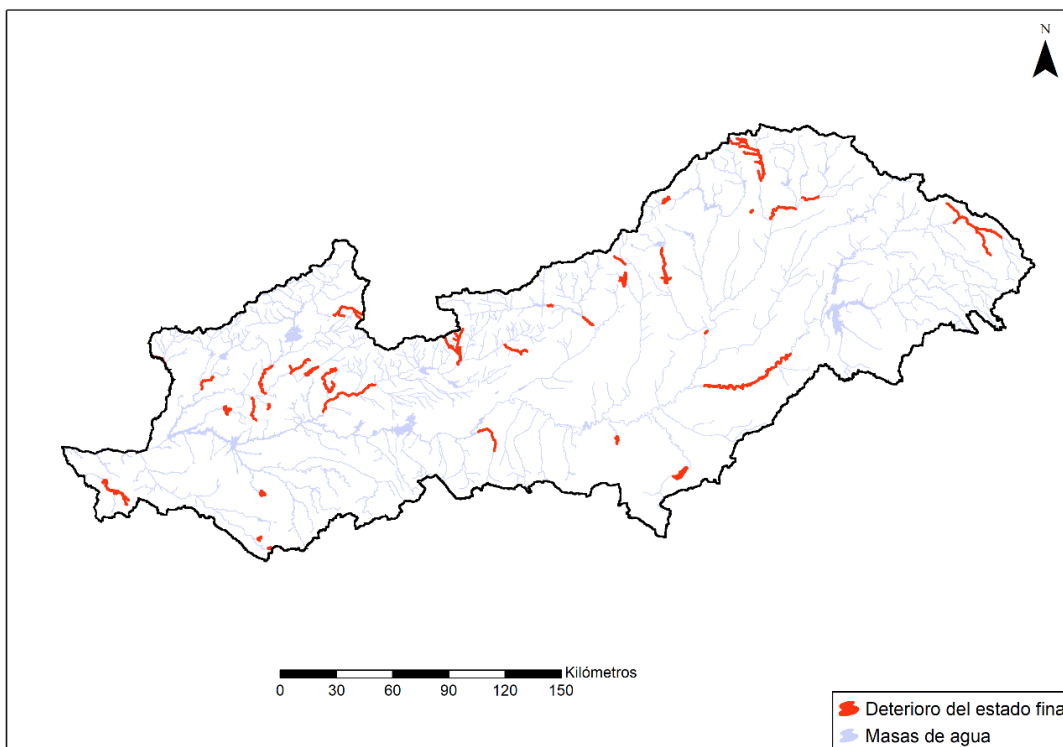 N
Kilómetros
0 30 60 90 120 150
Deterioro del estado fina
Masas de agua